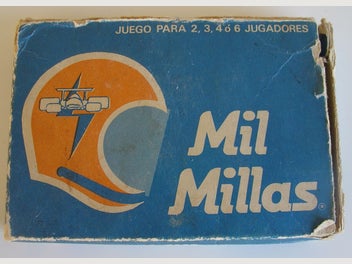 JUEGO PARA 2, 3, 4 ó 6 JUGADORES
Mil
Millas®